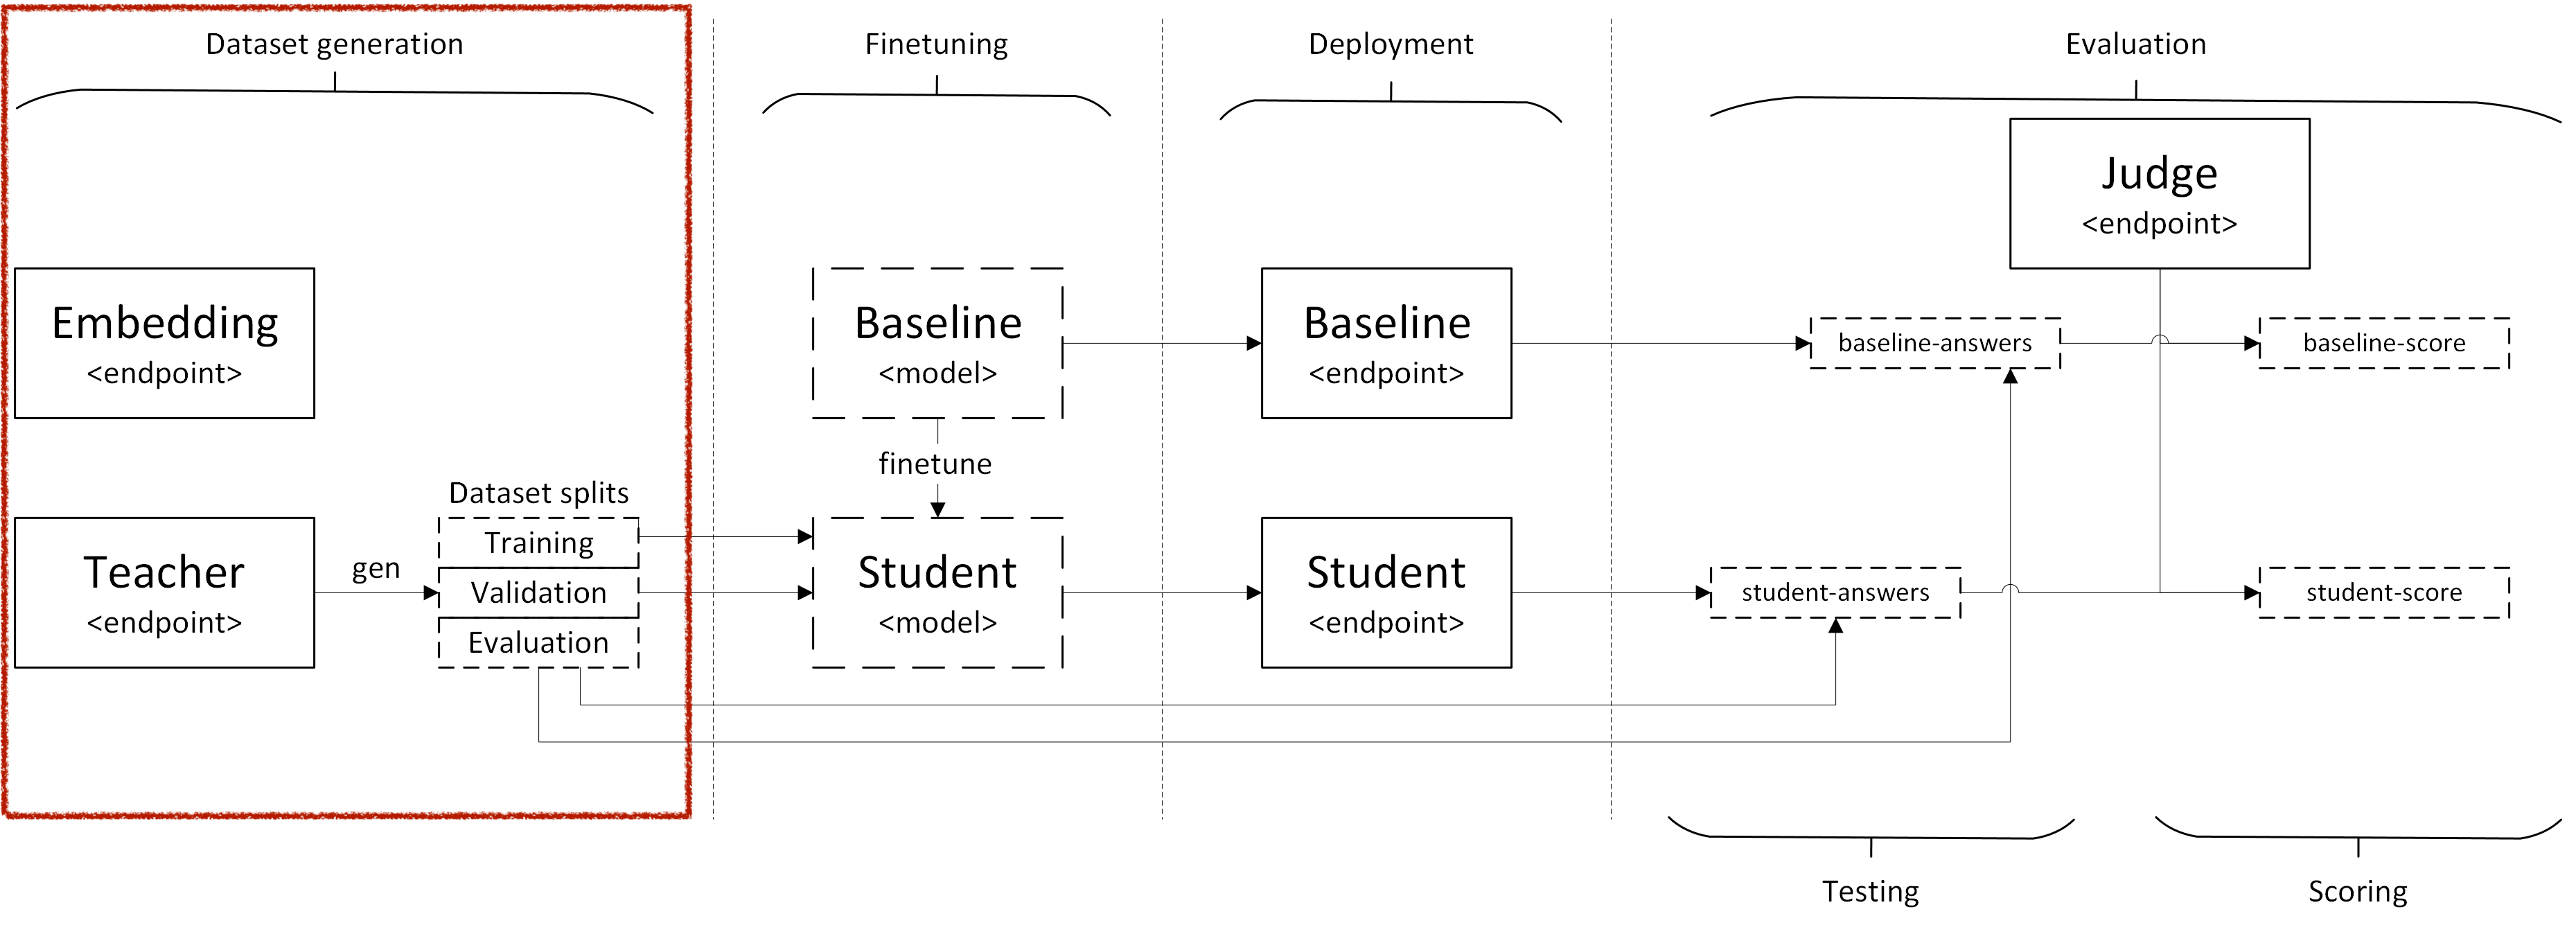 Dataset generation
Finetuning
Deployment
Evaluation
Judge
<endpoint>
Embedding
<endpoint>
Baseline
<model>
Baseline
<endpoint>
baseline-answers
baseline-score
finetune
Dataset splits
Teacher
<endpoint>
gen
Training
Validation
Evaluation
Student
<model>
Student
<endpoint>
student-answers
student-score
Testing
Scoring